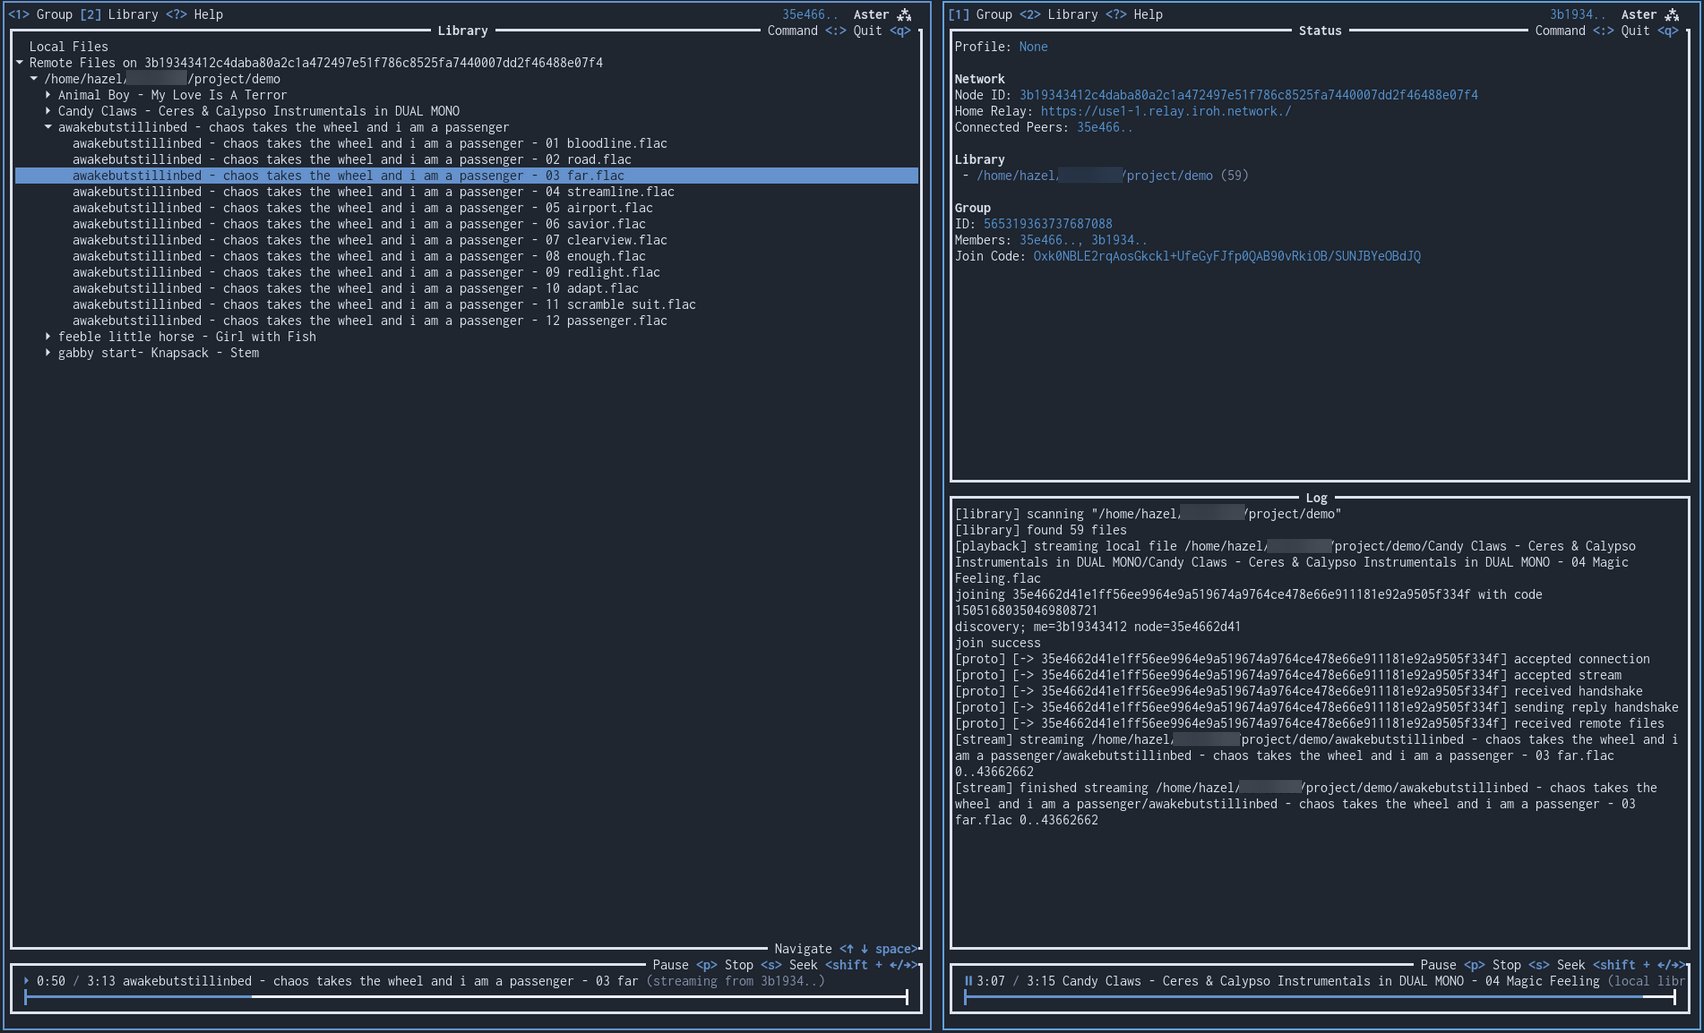 <1> Group [2] Library <?> Help 35e466.. Aster
Library Command <:> Quit <q>
Local Files
Remote Files on 3b19343412c4daba80a2c1a472497e51f786c8525fa7440007dd2f46488e07f4
/home/hazel/ /project/demo
Animal Boy - My Love Is A Terror
Candy Claws - Ceres & Calypso Instrumentals in DUAL MONO
awakebutstillinbed - chaos takes the wheel and i am a passenger
awakebutstillinbed - chaos takes the wheel and i am a passenger - 01 bloodline.flac
awakebutstillinbed - chaos takes the wheel and i am a passenger - 02 road.flac
awakebutstillinbed - chaos takes the wheel and i am a passenger - 03 far.flac
awakebutstillinbed - chaos takes the wheel and i am a passenger - 04 streamline.flac
awakebutstillinbed - chaos takes the wheel and i am a passenger - 05 airport.flac
awakebutstillinbed - chaos takes the wheel and i am a passenger - 06 savior.flac
awakebutstillinbed - chaos takes the wheel and i am a passenger - 07 clearview.flac
awakebutstillinbed - chaos takes the wheel and i am a passenger - 08 enough.flac
awakebutstillinbed - chaos takes the wheel and i am a passenger - 09 redlight.flac
awakebutstillinbed - chaos takes the wheel and i am a passenger - 10 adapt.flac
awakebutstillinbed - chaos takes the wheel and i am a passenger - 11 scramble suit.flac
awakebutstillinbed - chaos takes the wheel and i am a passenger - 12 passenger.flac
feeble little horse - Girl with Fish
gabby start- Knapsack - Stem
Navigate <↑ ↓ space>
Pause <p> Stop <s> Seek <shift + ←/→>
0:50 / 3:13 awakebutstillinbed - chaos takes the wheel and i am a passenger - 03 far (streaming from 3b1934..)
[1] Group <2> Library <?> Help 3b1934.. Aster
Status Command <:> Quit <q>
Profile: None
Network
Node ID: 3b19343412c4daba80a2c1a472497e51f786c8525fa7440007dd2f46488e07f4
Home Relay: https://use1-1.relay.iroh.network./
Connected Peers: 35e466..
Library
- /home/hazel/ /project/demo (59)
Group
ID: 565319363737687088
Members: 35e466.., 3b1934..
Join Code: Oxk0NBLE2rqAosGkckl+UfeGyFJfp0QAB90vRkiOB/SUNJBYeOBdJQ
Log
[library] scanning "/home/hazel/ /project/demo"
[library] found 59 files
[playback] streaming local file /home/hazel/ /project/demo/Candy Claws - Ceres & Calypso
Instrumentals in DUAL MONO/Candy Claws - Ceres & Calypso Instrumentals in DUAL MONO - 04 Magic
Feeling.flac
joining 35e4662d41e1ff56ee9964e9a519674a9764ce478e66e911181e92a9505f334f with code
15051680350469808721
discovery; me=3b19343412 node=35e4662d41
join success
[proto] [-> 35e4662d41e1ff56ee9964e9a519674a9764ce478e66e911181e92a9505f334f] accepted connection
[proto] [-> 35e4662d41e1ff56ee9964e9a519674a9764ce478e66e911181e92a9505f334f] accepted stream
[proto] [-> 35e4662d41e1ff56ee9964e9a519674a9764ce478e66e911181e92a9505f334f] received handshake
[proto] [-> 35e4662d41e1ff56ee9964e9a519674a9764ce478e66e911181e92a9505f334f] sending reply handshake
[proto] [-> 35e4662d41e1ff56ee9964e9a519674a9764ce478e66e911181e92a9505f334f] received remote files
[stream] streaming /home/hazel/ project/demo/awakebutstillinbed - chaos takes the wheel and i
am a passenger/awakebutstillinbed - chaos takes the wheel and i am a passenger - 03 far.flac
0..43662662
[stream] finished streaming /home/hazel/ /project/demo/awakebutstillinbed - chaos takes the
wheel and i am a passenger/awakebutstillinbed - chaos takes the wheel and i am a passenger - 03
far.flac 0..43662662
Pause <p> Stop <s> Seek <shift + ←/→>
3:07 / 3:15 Candy Claws - Ceres & Calypso Instrumentals in DUAL MONO - 04 Magic Feeling (local libr